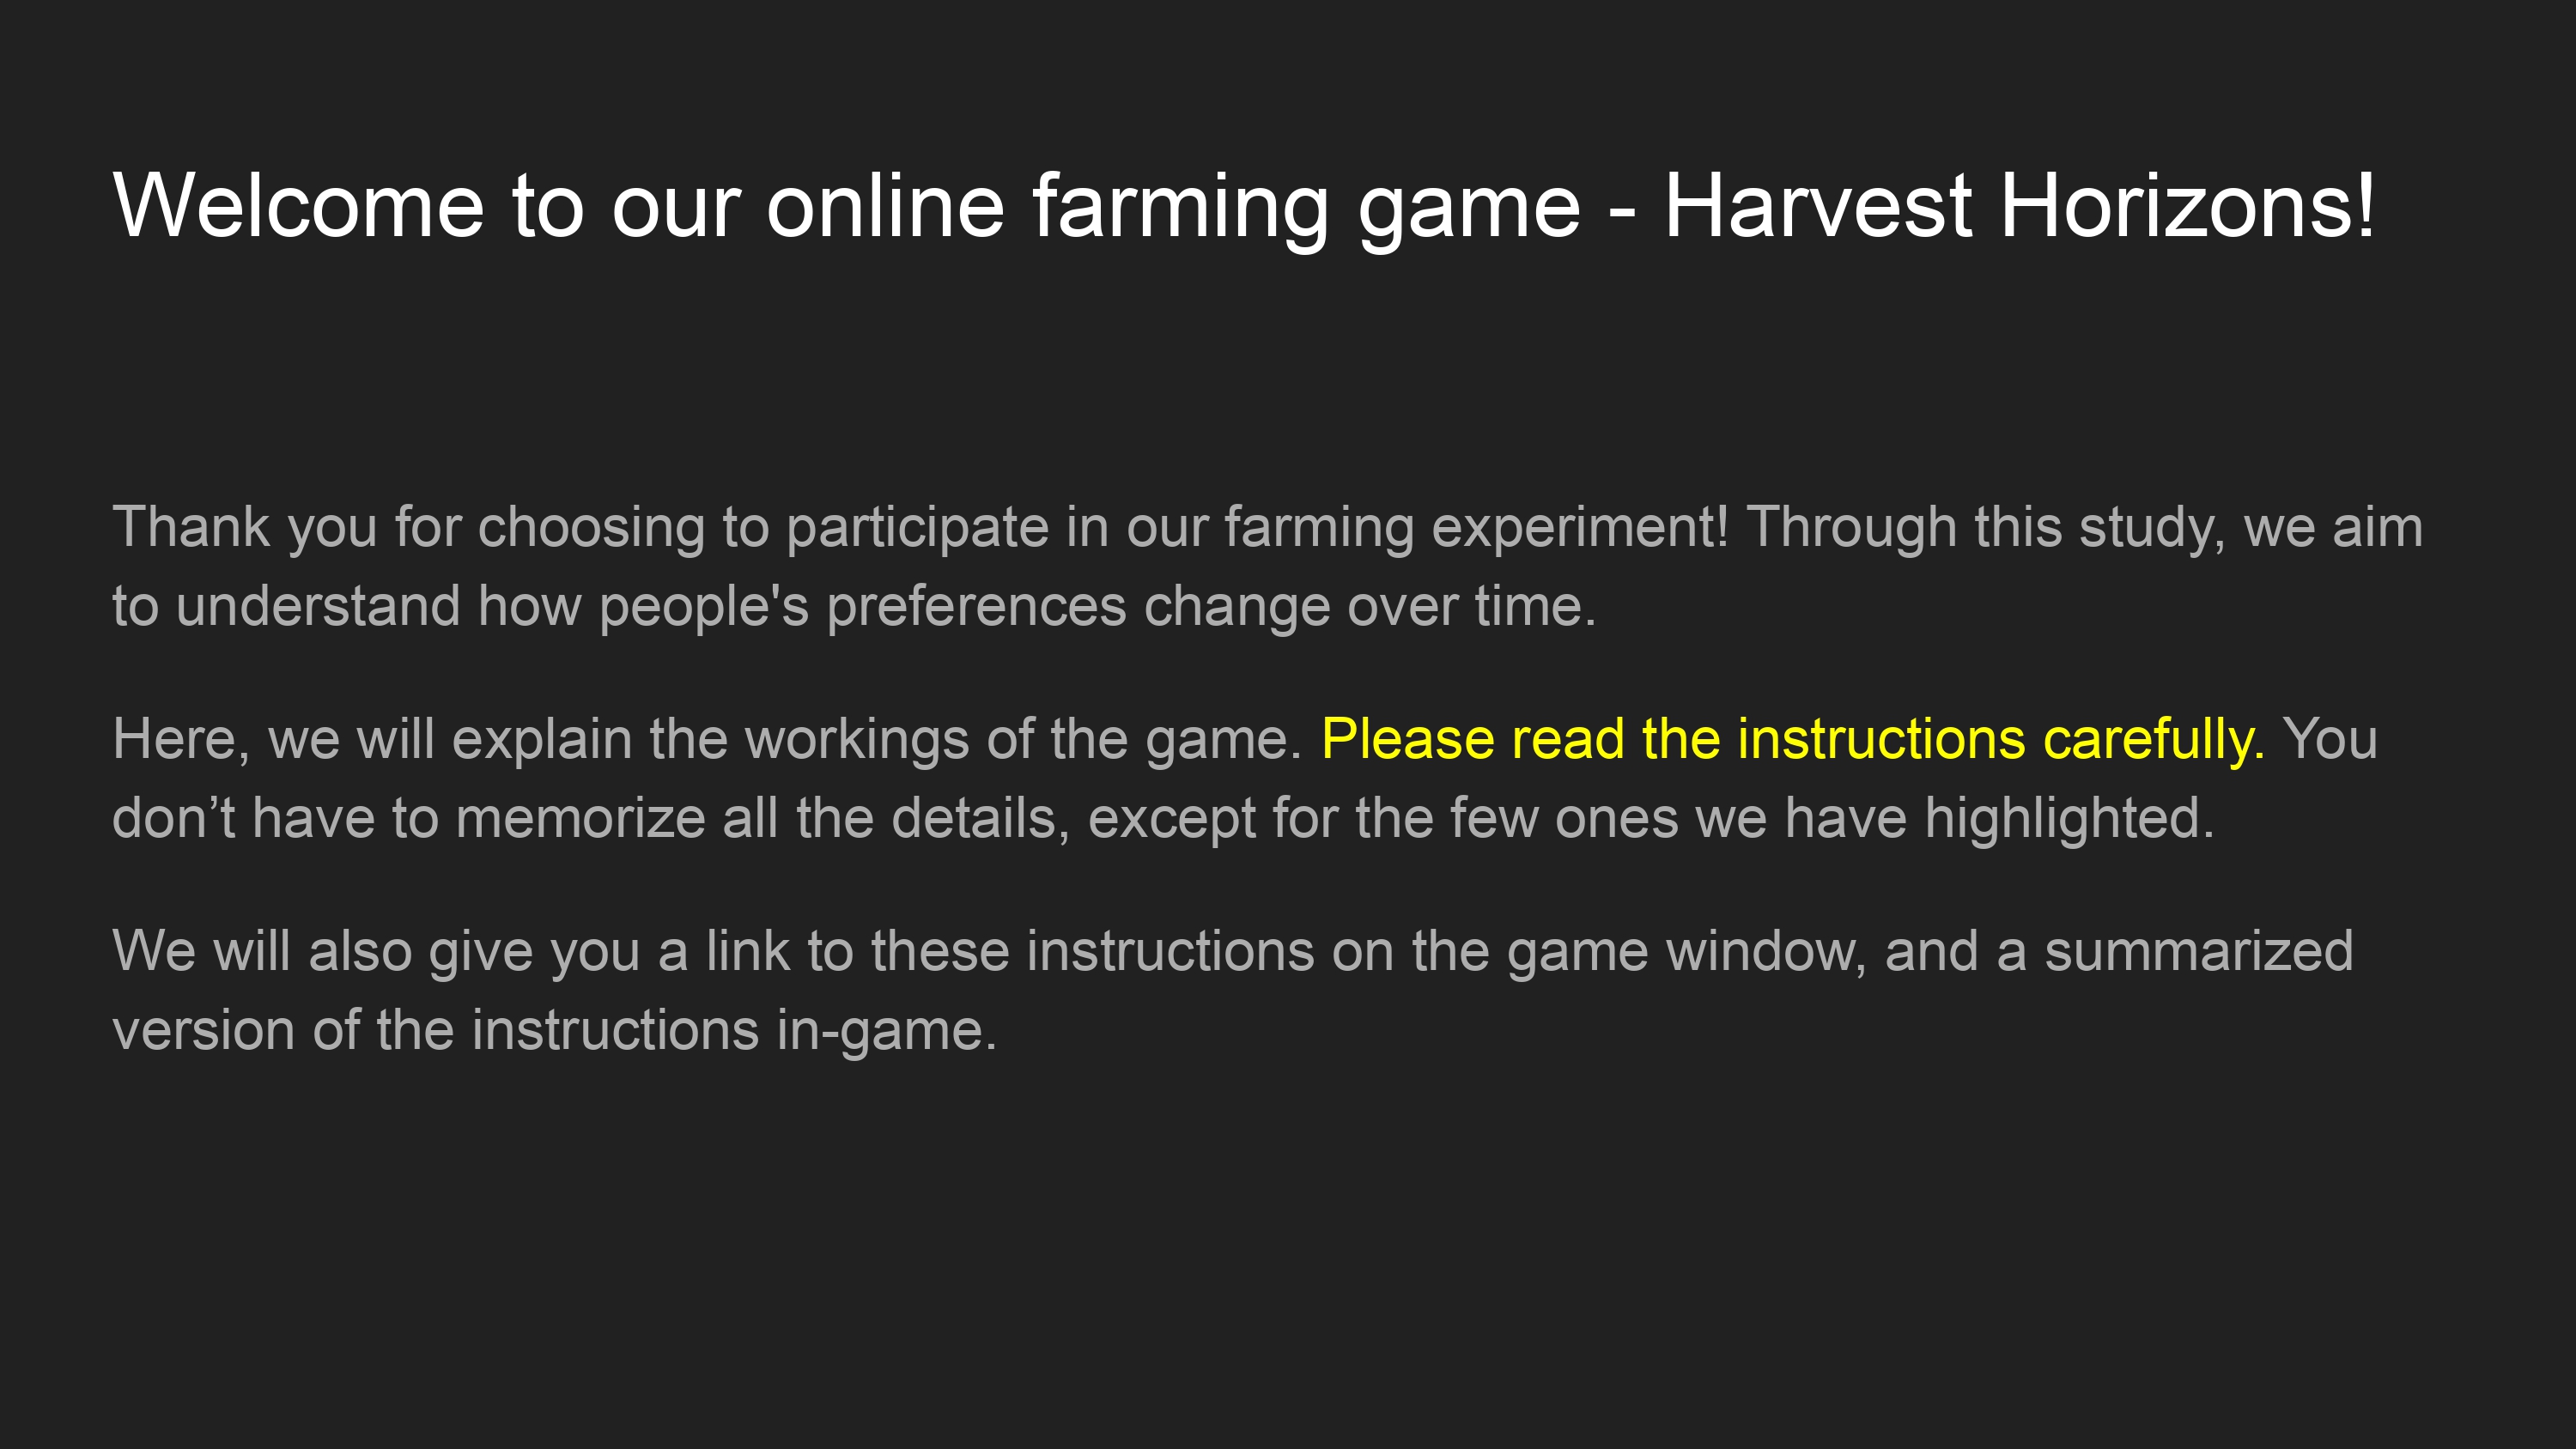 Welcome to our online farming game - Harvest Horizons!
Thank you for choosing to participate in our farming experiment! Through this study, we aim
to understand how people's preferences change over time.
Here, we will explain the workings of the game. Please read the instructions carefully. You
don’t have to memorize all the details, except for the few ones we have highlighted.
We will also give you a link to these instructions on the game window, and a summarized
version of the instructions in-game.